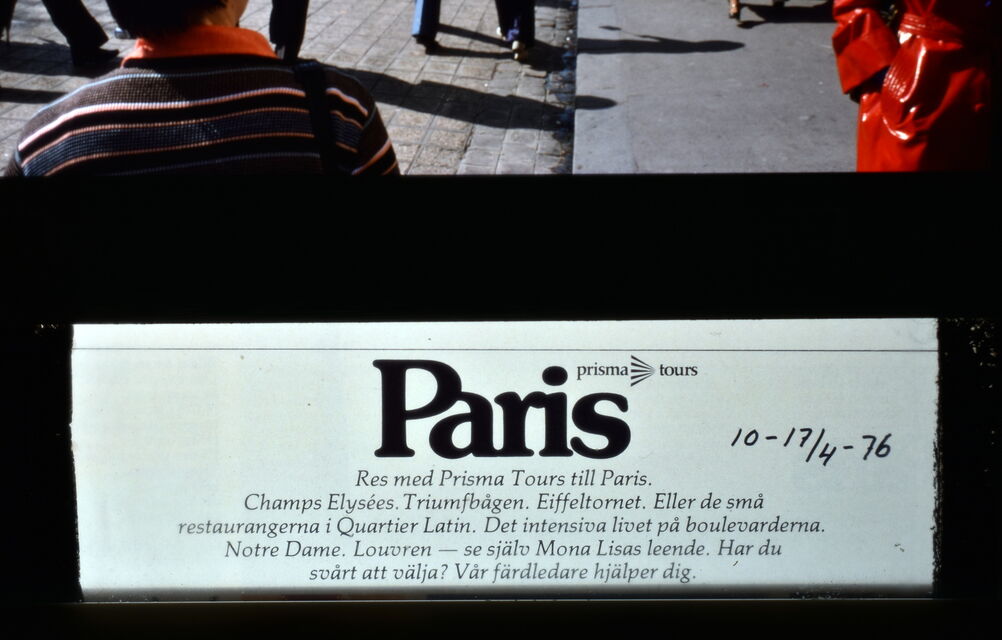 Paris prisma tours
10-17/4-76
Res med Prisma Tours till Paris.
Champs Elysées. Triumfbågen. Eiffeltornet. Eller de små
restaurangerna i Quartier Latin. Det intensiva livet på boulevarderna.
Notre Dame. Louvren — se själv Mona Lisas leende. Har du
svårt att välja? Vår färdledare hjälper dig.